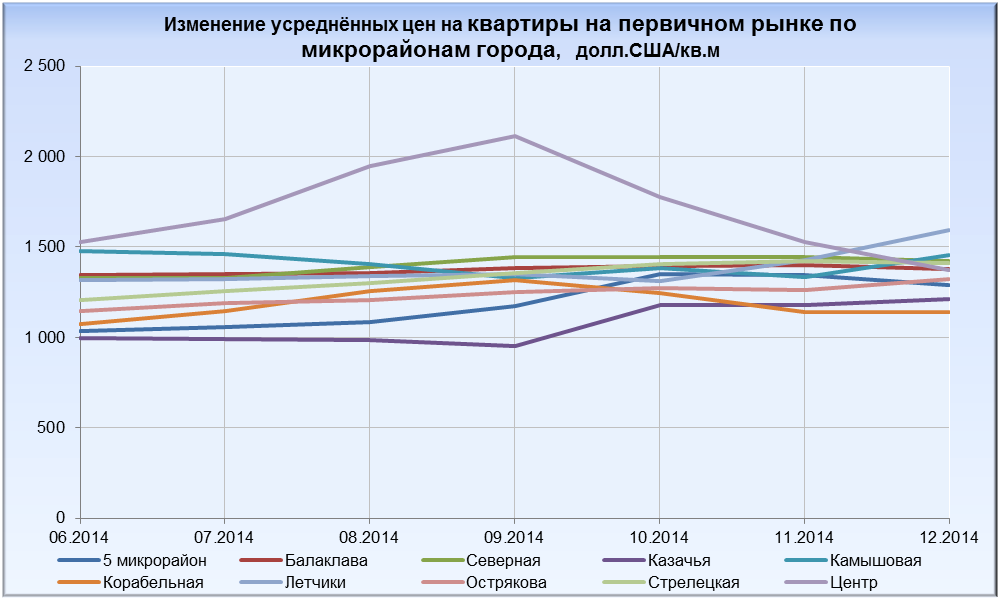 Изменение усреднённых цен на квартиры на первичном рынке по
микрорайонам города, долл.США/кв.м
2 500
2 000
1 500
1 000
500
0
06.2014 07.2014 08.2014 09.2014 10.2014 11.2014 12.2014
5 микрорайон Балаклава Северная Казачья Камышовая
Корабельная Летчики Острякова Стрелецкая Центр